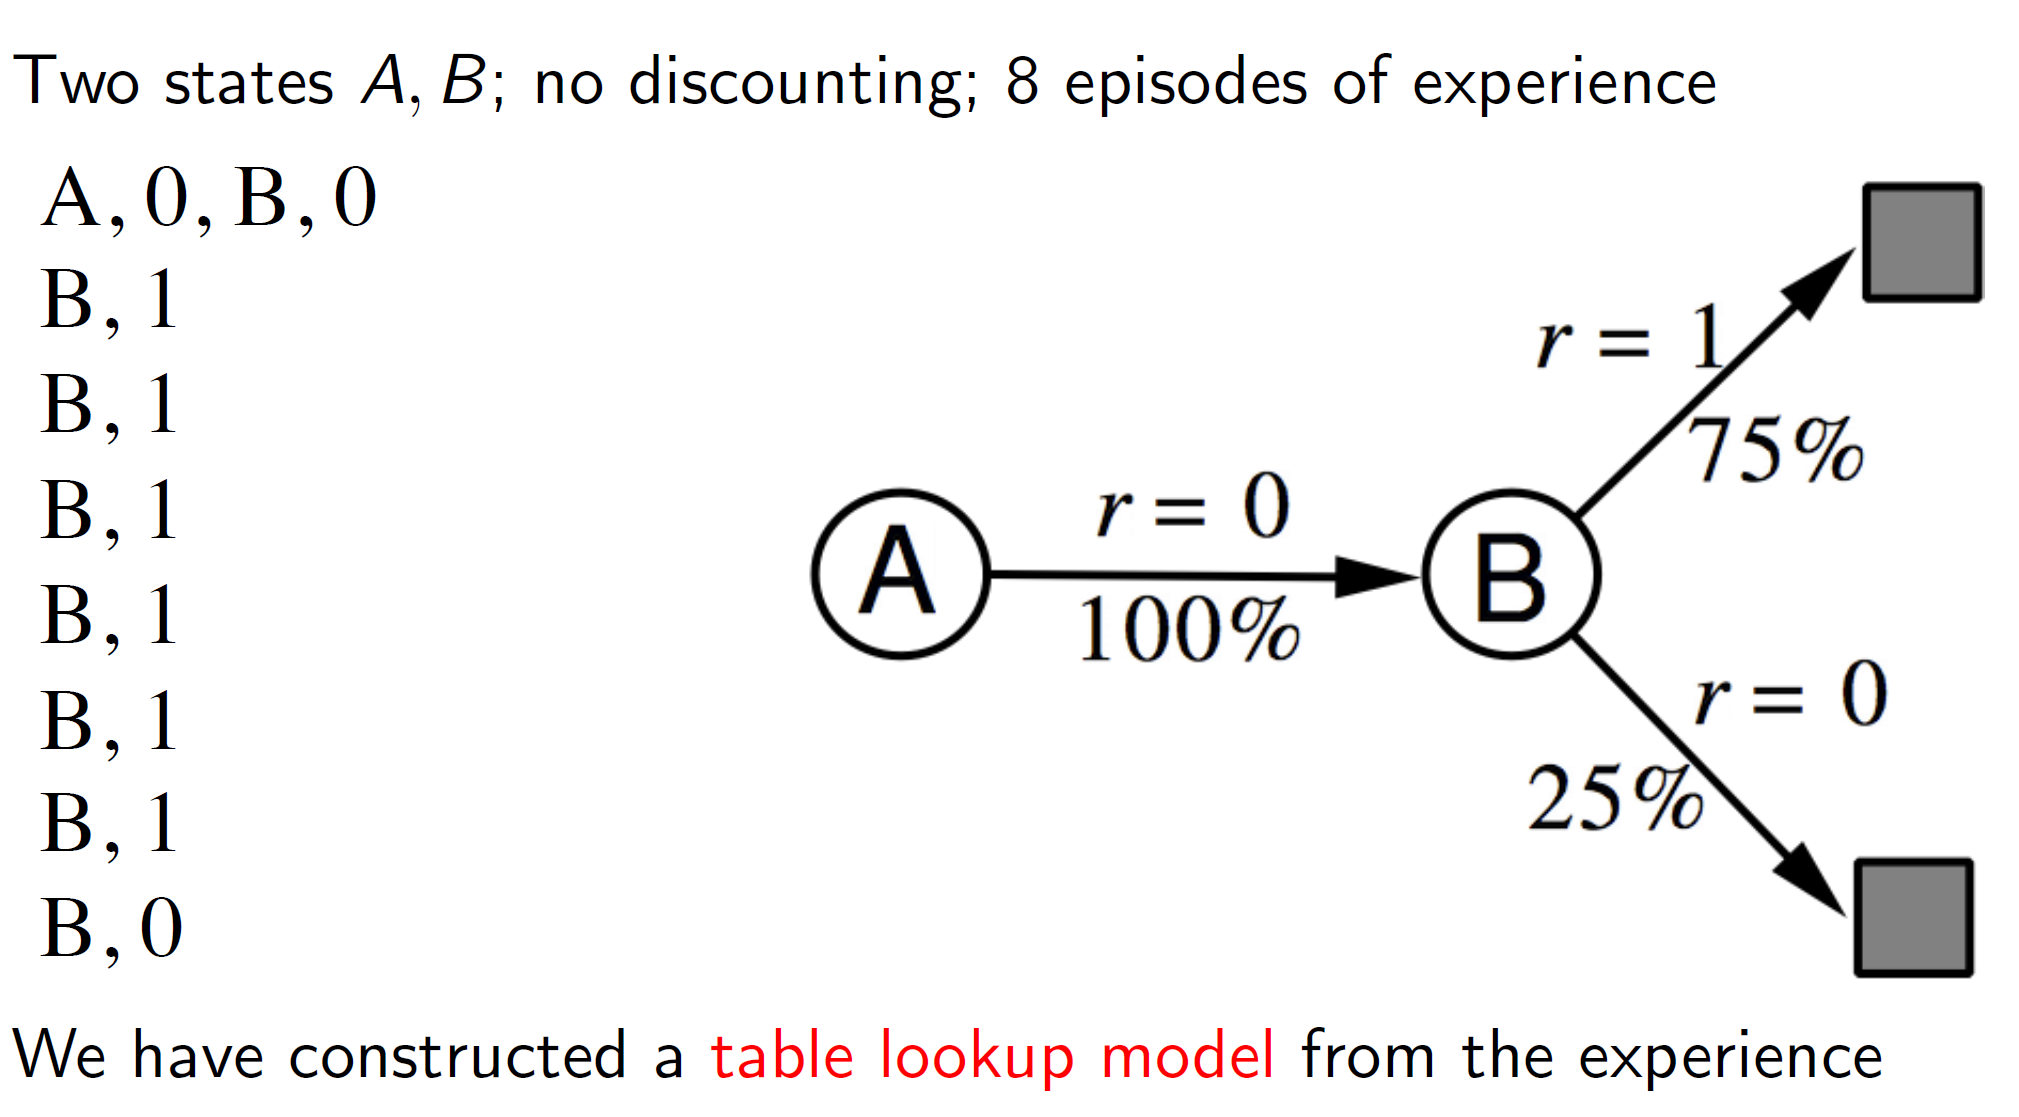 Two states A, B; no discounting; 8 episodes of experience
A, 0, B, 0
B, 1
B, 1
B, 1
B, 1
B, 1
B, 1
B, 0
r = 1
75%
r = 0
100%
A
B
r = 0
25%
We have constructed a table lookup model from the experience